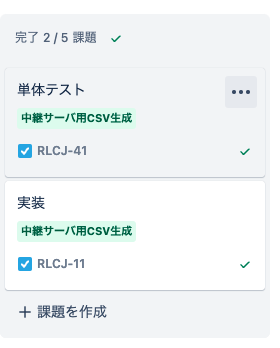 完了 2 / 5 課題
単体テスト
中継サーバ用CSV生成
RLCJ-41
実装
中継サーバ用CSV生成
RLCJ-11
+ 課題を作成